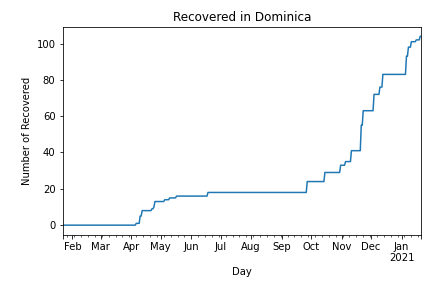 Recovered in Dominica
Number of Recovered
100
80
60
40
20
0
Feb Mar Apr May Jun Jul Aug Sep Oct Nov Dec Jan
2021
Day